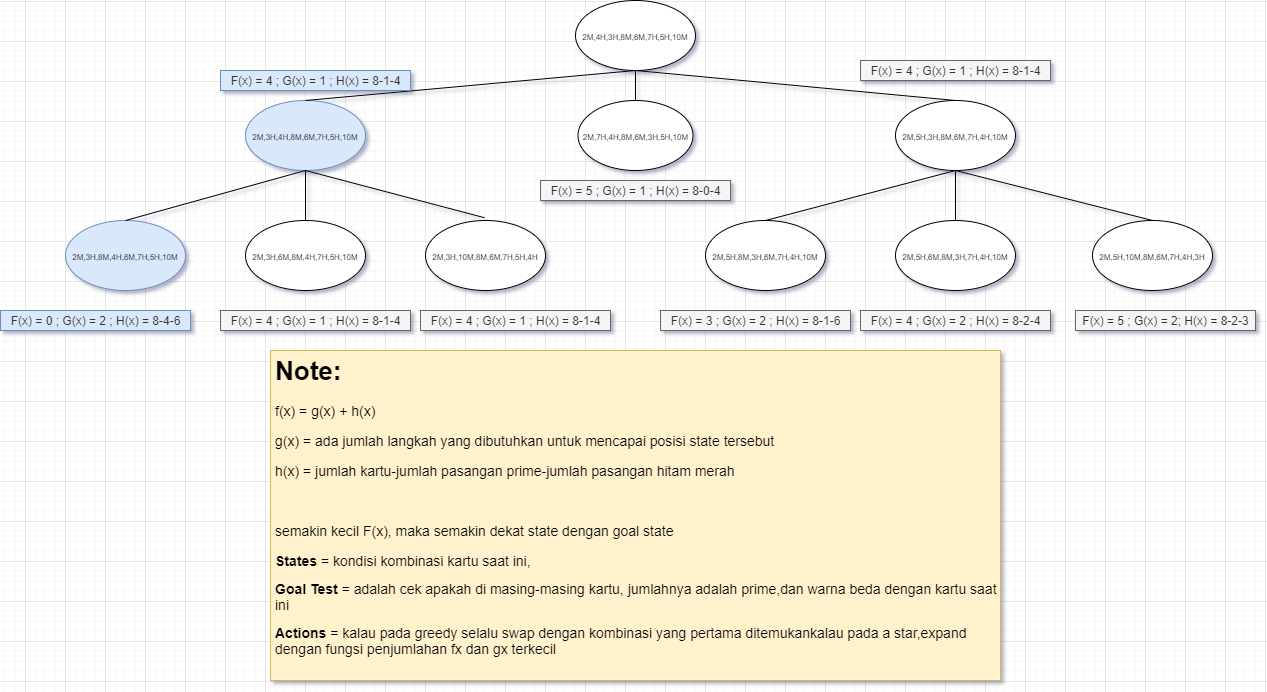 2M,4H,3H,8M,6M,7H,5H,10M
F(x) = 4 ; G(x) = 1 ; H(x) = 8-1-4
F(x) = 4 ; G(x) = 1 ; H(x) = 8-1-4
2M,3H,4H,8M,6M,7H,5H,10M
2M,7H,4H,8M,6M,3H,5H,10M
2M,5H,3H,8M,6M,7H,4H,10M
F(x) = 5 ; G(x) = 1 ; H(x) = 8-0-4
2M,3H,8M,4H,6M,7H,5H,10M
2M,3H,6M,8M,4H,7H,5H,10M
2M,3H,10M,8M,6M,7H,5H,4H
2M,5H,8M,3H,6M,7H,4H,10M
2M,5H,6M,8M,3H,7H,4H,10M
2M,5H,10M,8M,6M,7H,4H,3H
F(x) = 0 ; G(x) = 2 ; H(x) = 8-4-6
F(x) = 4 ; G(x) = 1 ; H(x) = 8-1-4
F(x) = 4 ; G(x) = 1 ; H(x) = 8-1-4
F(x) = 3 ; G(x) = 2 ; H(x) = 8-1-6
F(x) = 4 ; G(x) = 2 ; H(x) = 8-2-4
F(x) = 5 ; G(x) = 2; H(x) = 8-2-3
Note:
f(x) = g(x) + h(x)
g(x) = ada jumlah langkah yang dibutuhkan untuk mencapai posisi state tersebut
h(x) = jumlah kartu-jumlah pasangan prime-jumlah pasangan hitam merah
semakin kecil F(x), maka semakin dekat state dengan goal state
States = kondisi kombinasi kartu saat ini,
Goal Test = adalah cek apakah di masing-masing kartu, jumlahnya adalah prime,dan warna beda dengan kartu saat
ini
Actions = kalau pada greedy selalu swap dengan kombinasi yang pertama ditemukankalau pada a star,expand
dengan fungsi penjumlahan fx dan gx terkecil